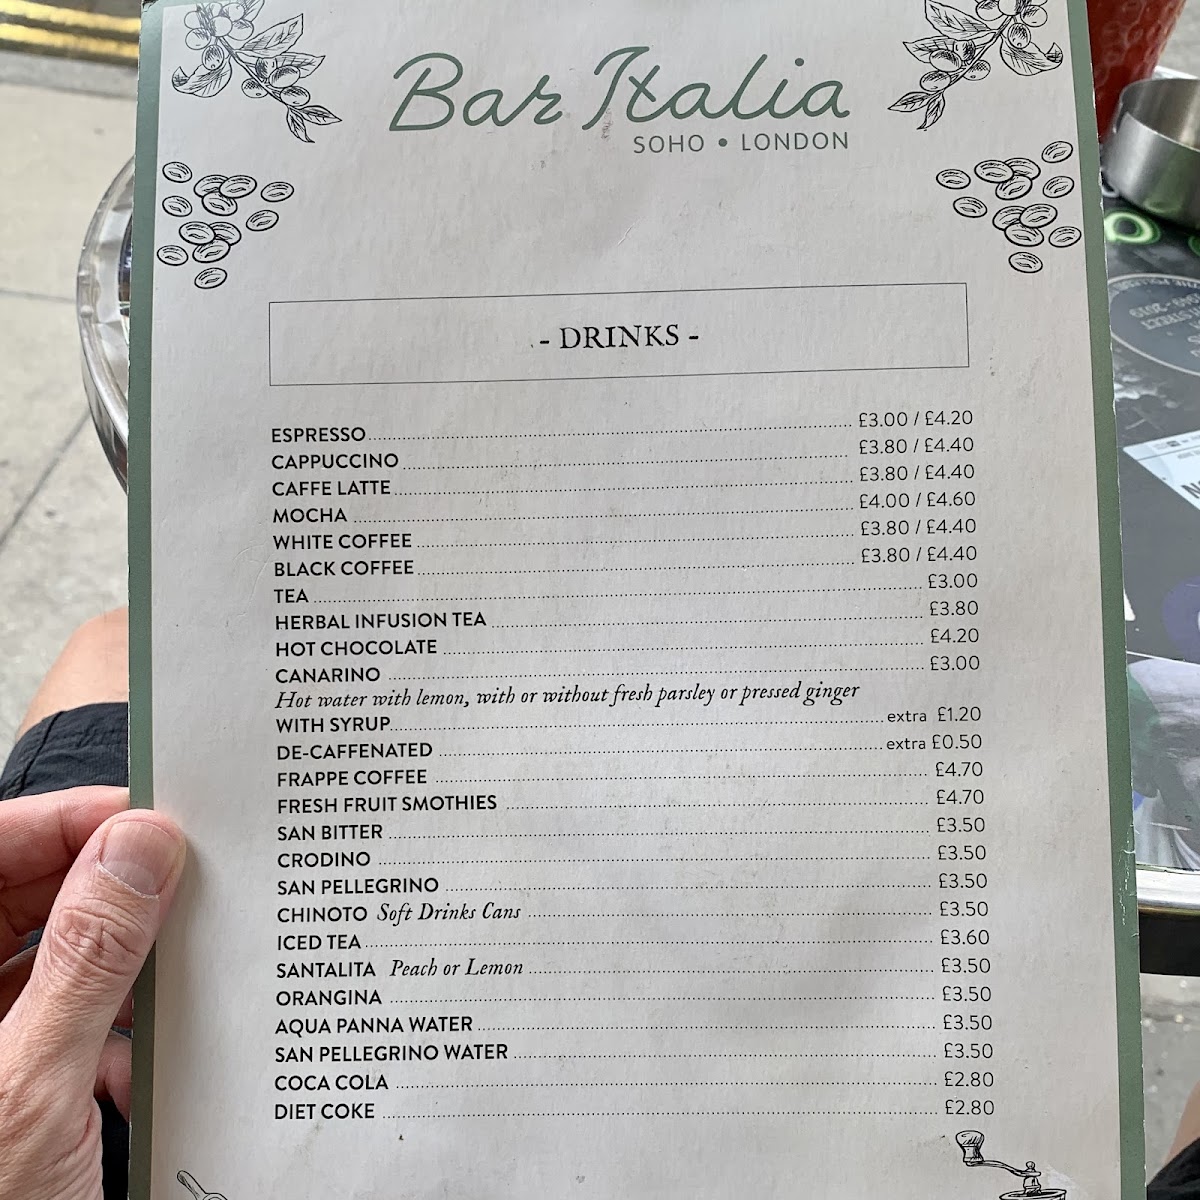 Bar Italia
SOHO • LONDON
- DRINKS -
ESPRESSO £3.00 / £4.20
CAPPUCCINO £3.80 / £4.40
CAFFE LATTE £3.80 / £4.40
MOCHA £4.00 / £4.60
WHITE COFFEE £3.80 / £4.40
BLACK COFFEE £3.80 / £4.40
TEA £3.00
HERBAL INFUSION TEA £3.80
HOT CHOCOLATE £4.20
CANARINO £3.00
Hot water with lemon, with or without fresh parsley or pressed ginger
WITH SYRUP extra £1.20
DE-CAFFENATED extra £0.50
FRAPPE COFFEE £4.70
FRESH FRUIT SMOTHIES £4.70
SAN BITTER £3.50
CRODINO £3.50
SAN PELLEGRINO £3.50
CHINOTO Soft Drinks Cans £3.50
ICED TEA £3.60
SANTALITA Peach or Lemon £3.50
ORANGINA £3.50
AQUA PANNA WATER £3.50
SAN PELLEGRINO WATER £3.50
COCA COLA £2.80
DIET COKE £2.80
STREET